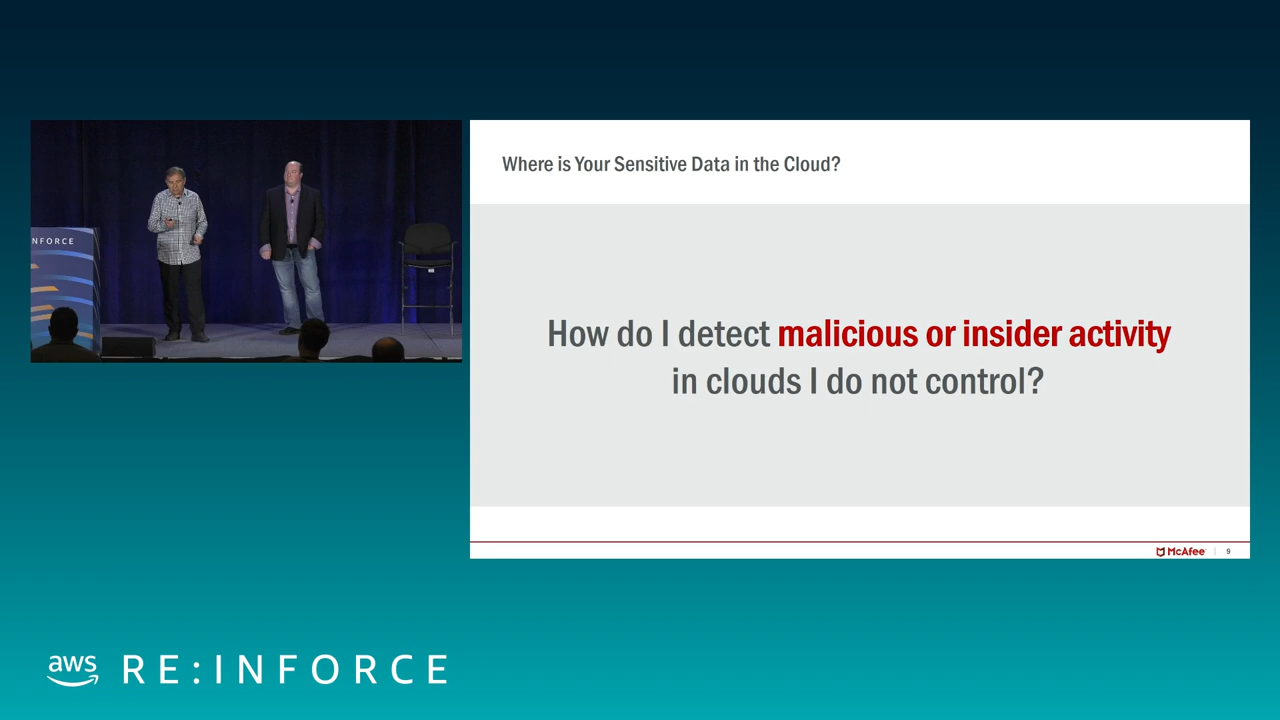 NFORCE
Where is Your Sensitive Data in the Cloud?
How do I detect malicious or insider activity
in clouds I do not control?
McAfee | 9
aws RE:INFORCE